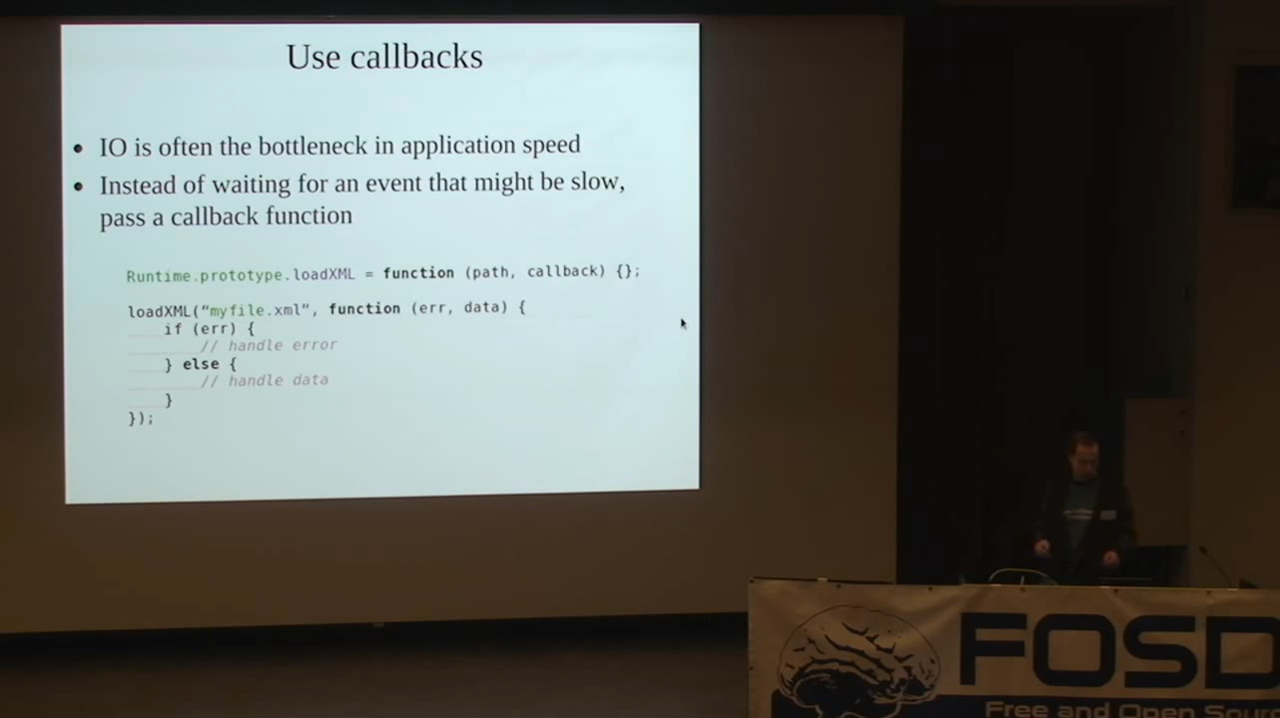 Use callbacks
• IO is often the bottleneck in application speed
• Instead of waiting for an event that might be slow,
pass a callback function
Runtime.prototype.loadXML = function (path, callback) {};
loadXML(“myfile.xml”, function (err, data) {
if (err) {
// handle error
} else {
// handle data
}
});
FOSD
Free and Open Sour